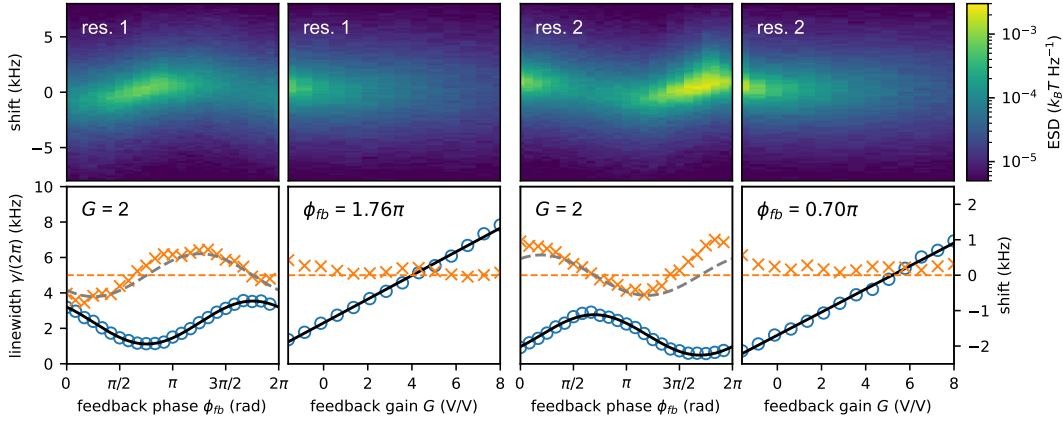 res. 1
res. 1
res. 2
res. 2
5
0
−5
shift (kHz)
10⁻³
10⁻⁴
10⁻⁵
ESD (k_BT Hz⁻¹)
G = 2
ϕ_fb = 1.76π
G = 2
ϕ_fb = 0.70π
10
8
6
4
2
0
linewidth γ/(2π) (kHz)
2
1
0
−1
−2
shift (kHz)
0 π/2 π 3π/2 2π
0 2 4 6 8
0 π/2 π 3π/2 2π
0 2 4 6 8
feedback phase ϕ_fb (rad)
feedback gain G (V/V)
feedback phase ϕ_fb (rad)
feedback gain G (V/V)